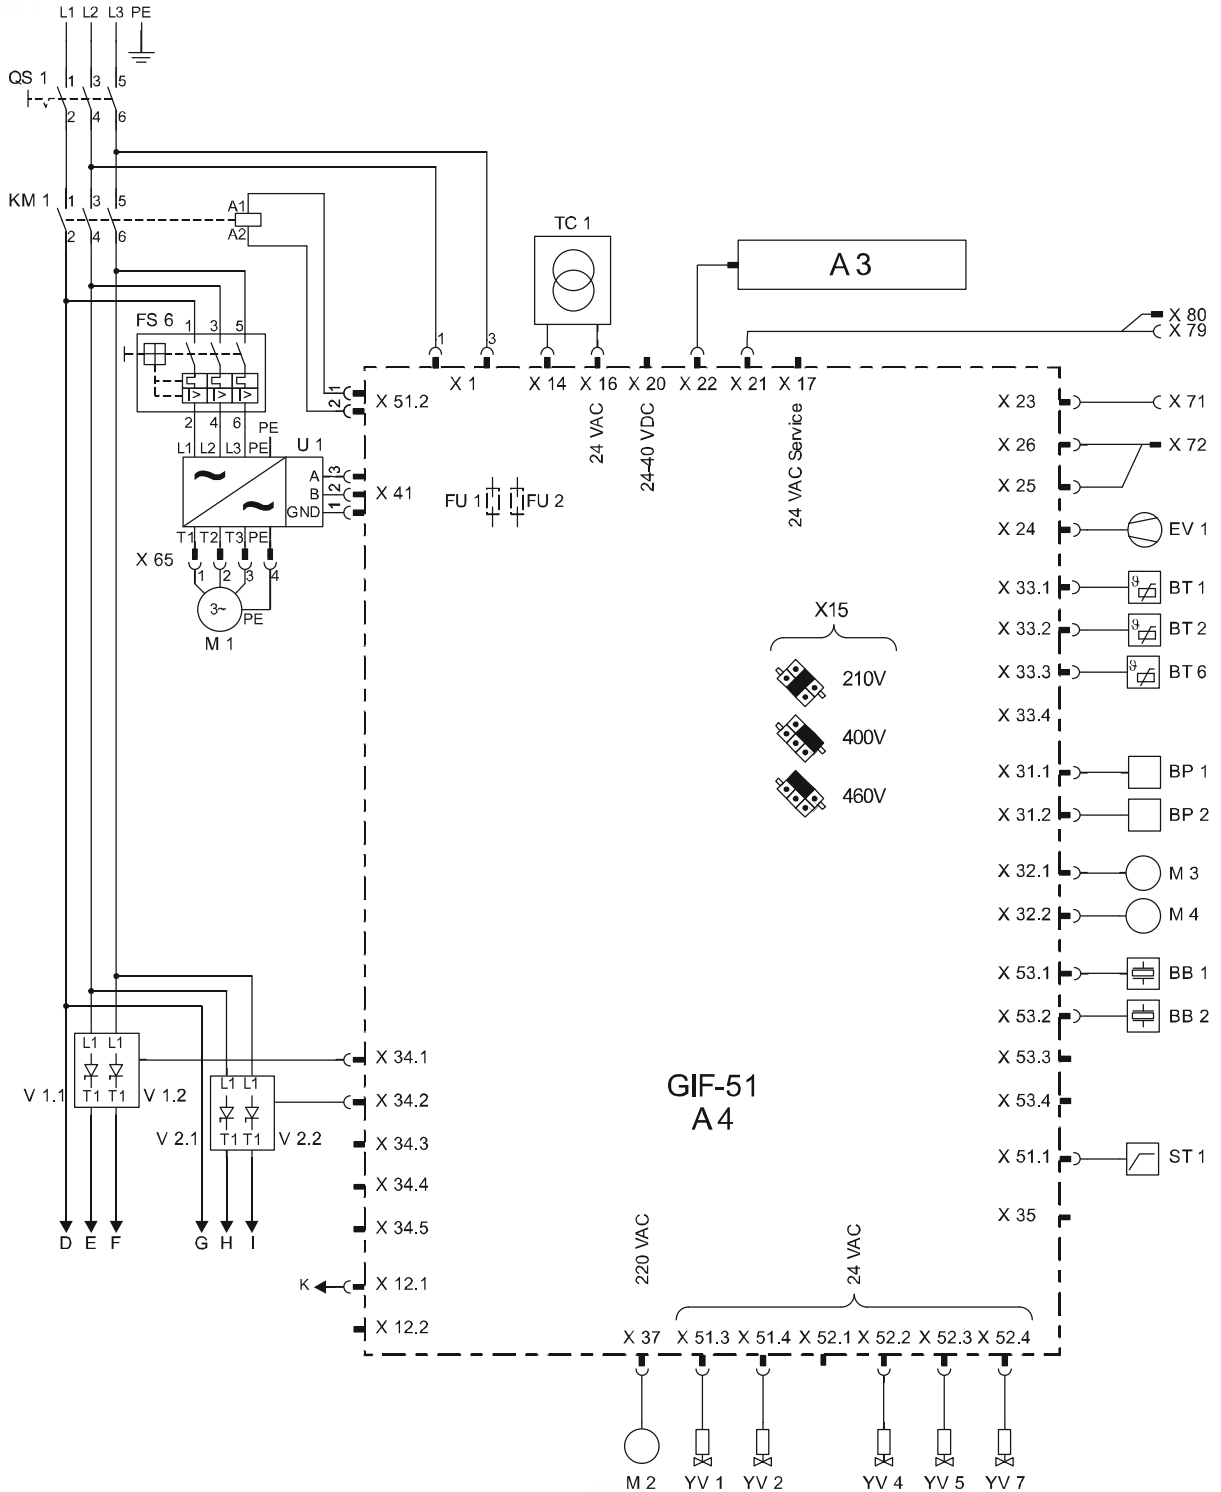 L1 L2 L3 PE
QS 1
1 3 5
2 4 6
KM 1
1 3 5
2 4 6
A1
A2
TC 1
A 3
X 80
X 79
FS 6
1 3 5
I> I> I>
2 4 6
PE
L1 L2 L3 PE
U 1
A 3
B 2
GND 1
T1 T2 T3 PE
X 65
1 2 3 4
3~
PE
M 1
1 3
1
2
X 1
X 14
X 16
X 20
X 22
X 21
X 17
X 51.2
24 VAC
24-40 VDC
24 VAC Service
X 41
FU 1
FU 2
X 23
X 71
X 26
X 72
X 25
X 24
EV 1
X 33.1
ϑ
BT 1
X 33.2
ϑ
BT 2
X 33.3
ϑ
BT 6
X 33.4
X15
210V
400V
460V
X 31.1
BP 1
X 31.2
BP 2
X 32.1
M 3
X 32.2
M 4
X 53.1
BB 1
X 53.2
BB 2
X 53.3
X 53.4
X 51.1
ST 1
X 35
L1 L1
V 1.1
T1 T1
V 1.2
L1 L1
V 2.1
T1 T1
V 2.2
X 34.1
X 34.2
X 34.3
X 34.4
X 34.5
GIF-51
A 4
D E F
G H I
K
X 12.1
X 12.2
220 VAC
24 VAC
X 37
X 51.3
X 51.4
X 52.1
X 52.2
X 52.3
X 52.4
M 2
YV 1
YV 2
YV 4
YV 5
YV 7